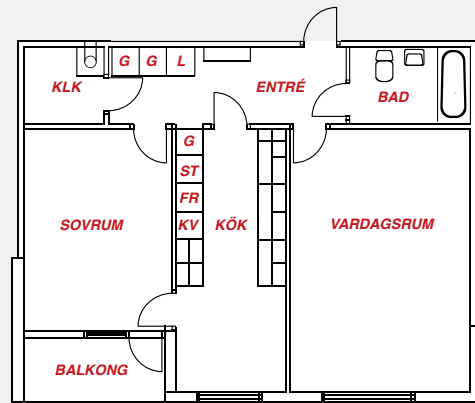 G G L
KLK ENTRÉ BAD
G
ST
FR
SOVRUM KV KÖK VARDAGSRUM
BALKONG